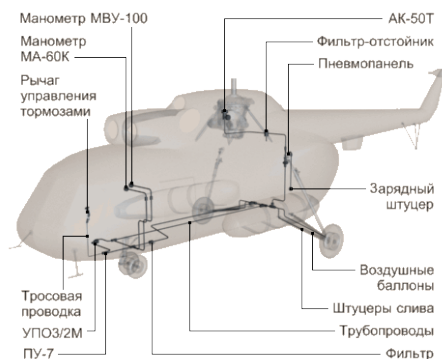 Манометр МВУ-100
Манометр
МА-60К
Рычаг
управления
тормозами
АК-50Т
Фильтр-отстойник
Пневмопанель
Зарядный
штуцер
Воздушные
баллоны
Штуцеры слива
Трубопроводы
Фильтр
Тросовая
проводка
УПО3/2М
ПУ-7